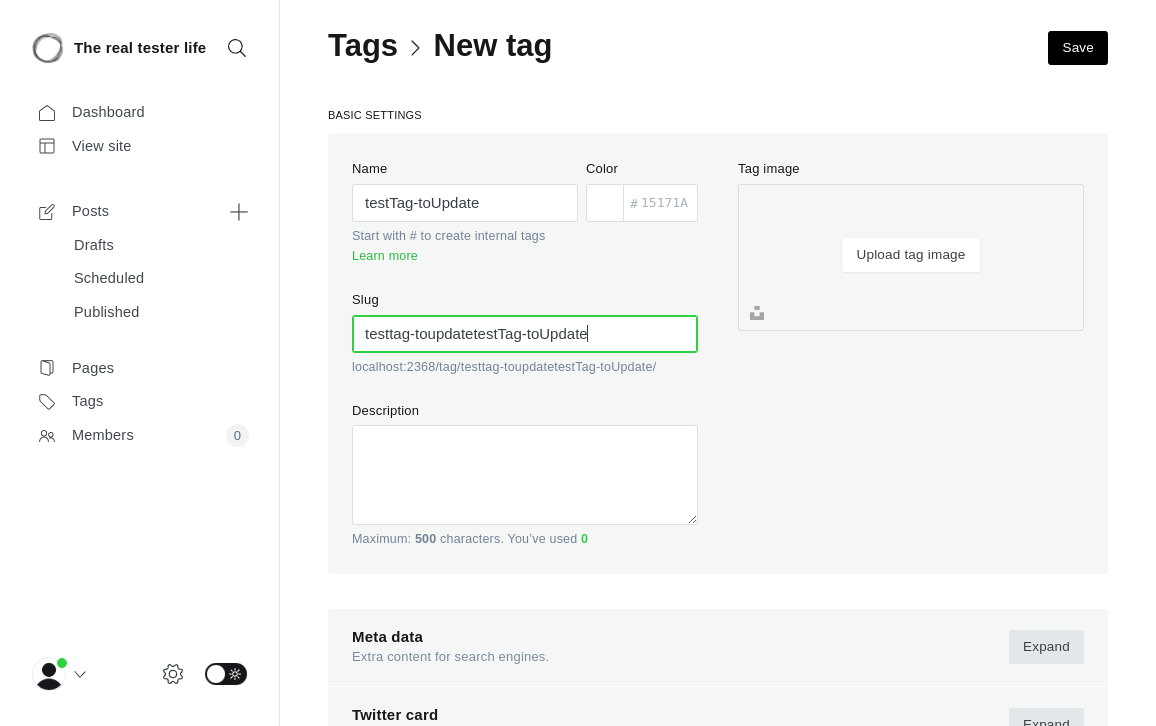 The real tester life
Dashboard
View site
Posts
Drafts
Scheduled
Published
Pages
Tags
Members
0
Tags > New tag
Save
BASIC SETTINGS
Name
testTag-toUpdate
Start with # to create internal tags
Learn more
Color
# 15171A
Slug
testtag-toupdatetestTag-toUpdate
localhost:2368/tag/testtag-toupdatetestTag-toUpdate/
Description
Maximum: 500 characters. You’ve used 0
Tag image
Upload tag image
Meta data
Extra content for search engines.
Expand
Twitter card
Expand